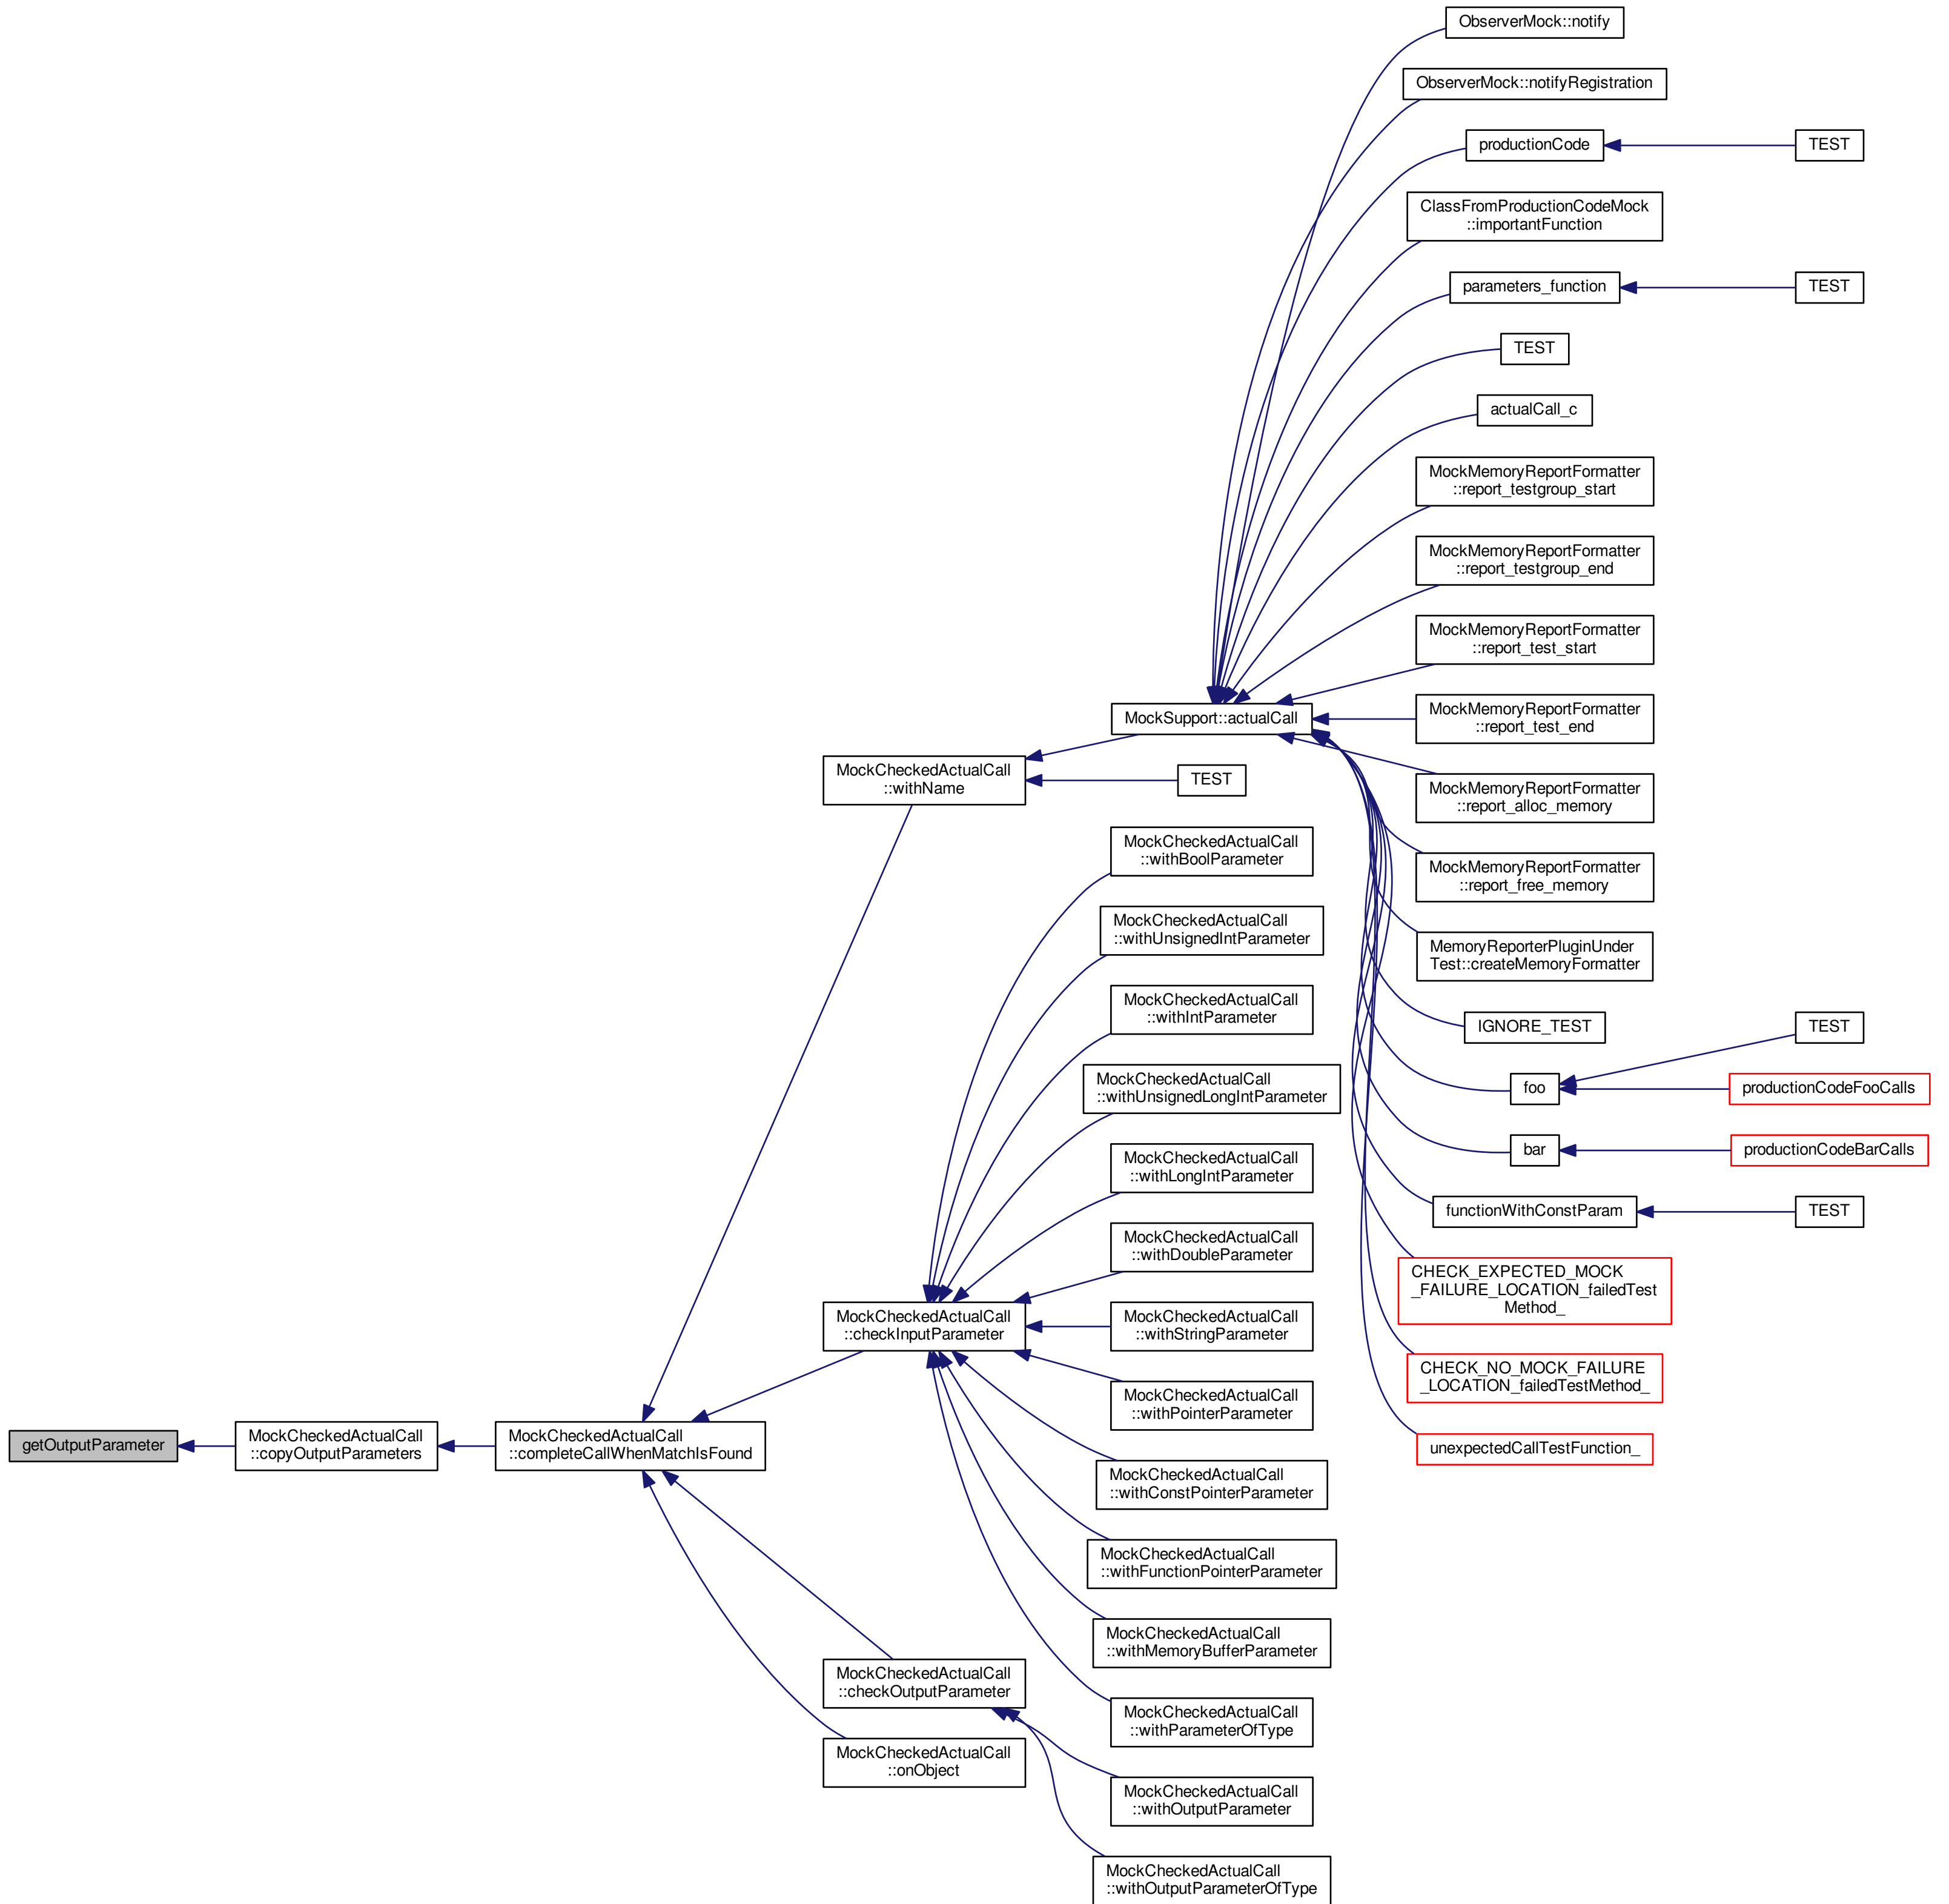 ObserverMock::notify
ObserverMock::notifyRegistration
productionCode
TEST
ClassFromProductionCodeMock
::importantFunction
parameters_function
TEST
TEST
actualCall_c
MockMemoryReportFormatter
::report_testgroup_start
MockMemoryReportFormatter
::report_testgroup_end
MockMemoryReportFormatter
::report_test_start
MockSupport::actualCall
MockMemoryReportFormatter
::report_test_end
MockCheckedActualCall
::withName
TEST
MockMemoryReportFormatter
::report_alloc_memory
MockCheckedActualCall
::withBoolParameter
MockMemoryReportFormatter
::report_free_memory
MockCheckedActualCall
::withUnsignedIntParameter
MemoryReporterPluginUnder
Test::createMemoryFormatter
MockCheckedActualCall
::withIntParameter
IGNORE_TEST
TEST
MockCheckedActualCall
::withUnsignedLongIntParameter
foo
productionCodeFooCalls
MockCheckedActualCall
::withLongIntParameter
bar
productionCodeBarCalls
functionWithConstParam
TEST
MockCheckedActualCall
::withDoubleParameter
CHECK_EXPECTED_MOCK
_FAILURE_LOCATION_failedTest
Method_
MockCheckedActualCall
::checkInputParameter
MockCheckedActualCall
::withStringParameter
CHECK_NO_MOCK_FAILURE
_LOCATION_failedTestMethod_
MockCheckedActualCall
::withPointerParameter
getOutputParameter
MockCheckedActualCall
::copyOutputParameters
MockCheckedActualCall
::completeCallWhenMatchIsFound
unexpectedCallTestFunction_
MockCheckedActualCall
::withConstPointerParameter
MockCheckedActualCall
::withFunctionPointerParameter
MockCheckedActualCall
::withMemoryBufferParameter
MockCheckedActualCall
::checkOutputParameter
MockCheckedActualCall
::withParameterOfType
MockCheckedActualCall
::onObject
MockCheckedActualCall
::withOutputParameter
MockCheckedActualCall
::withOutputParameterOfType